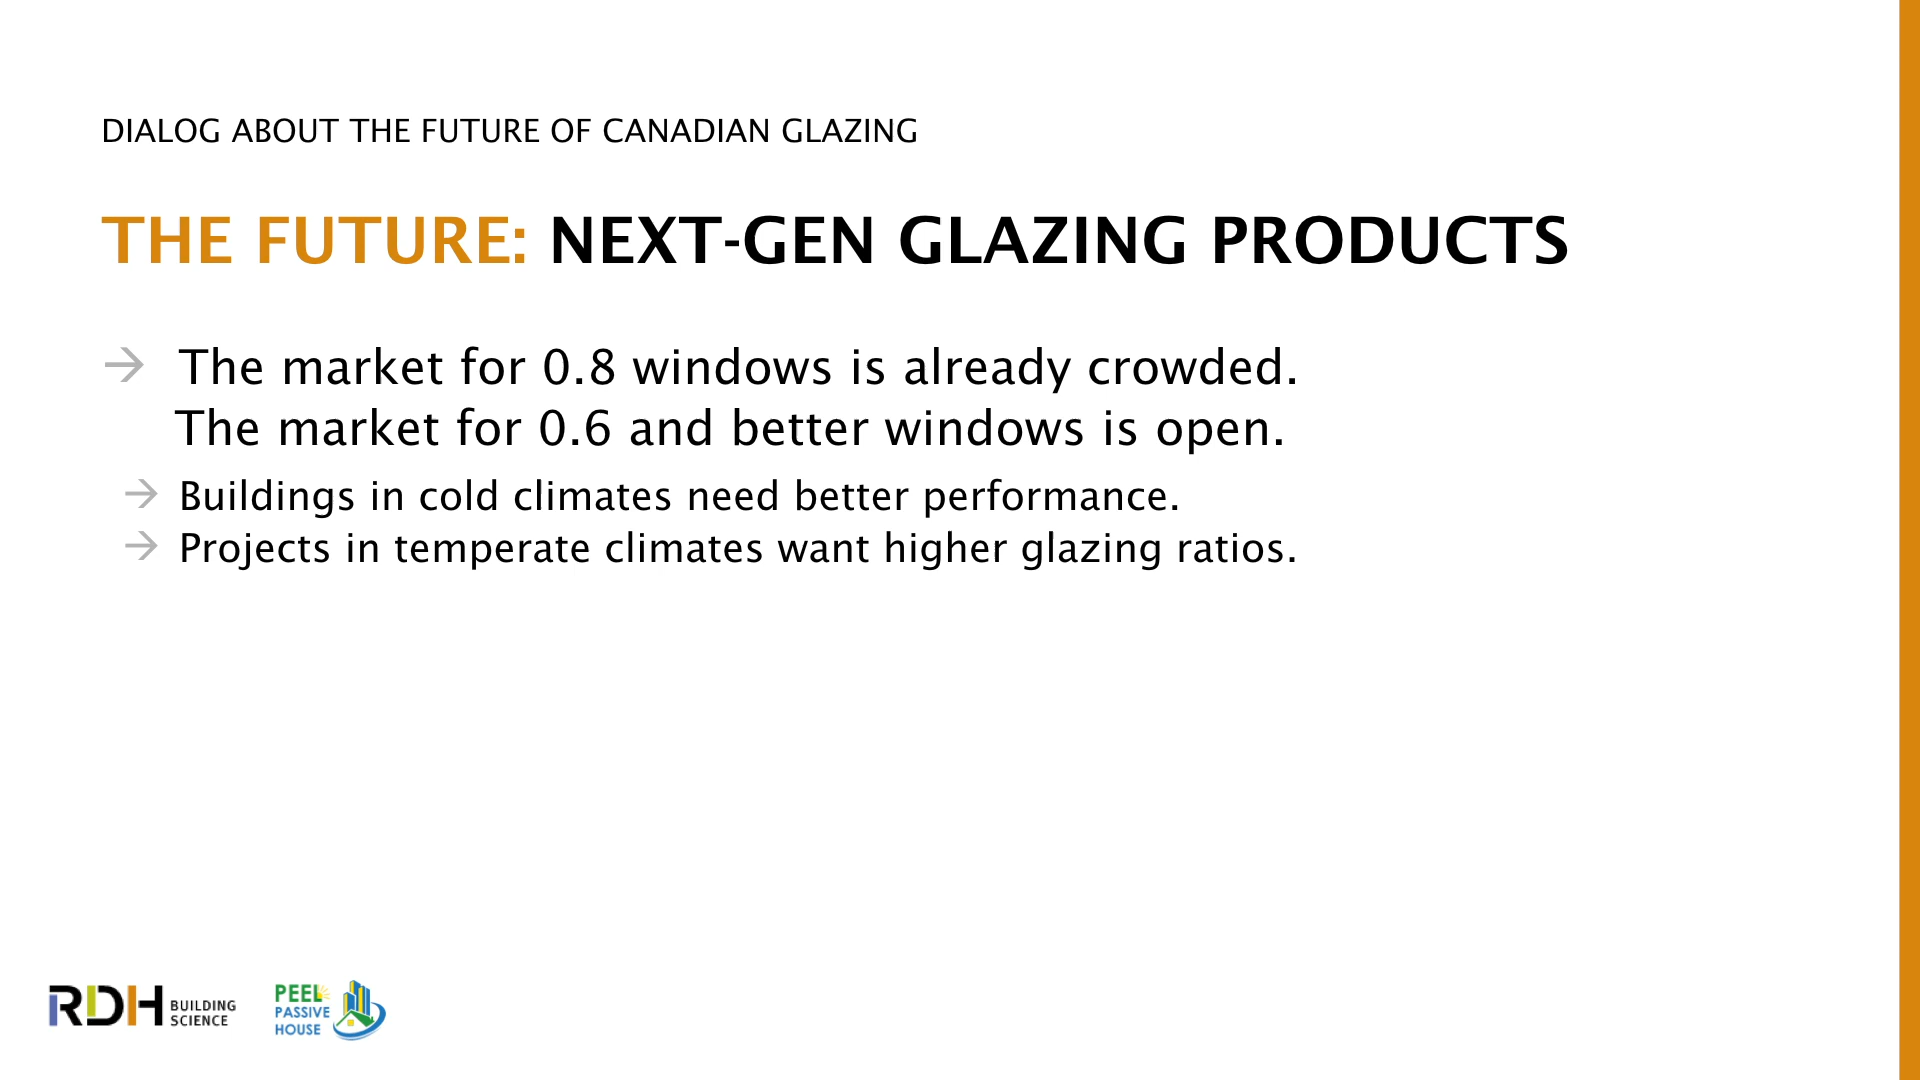 DIALOG ABOUT THE FUTURE OF CANADIAN GLAZING
THE FUTURE: NEXT-GEN GLAZING PRODUCTS
→ The market for 0.8 windows is already crowded.
The market for 0.6 and better windows is open.
→ Buildings in cold climates need better performance.
→ Projects in temperate climates want higher glazing ratios.
RDH BUILDING SCIENCE
PEEL PASSIVE HOUSE